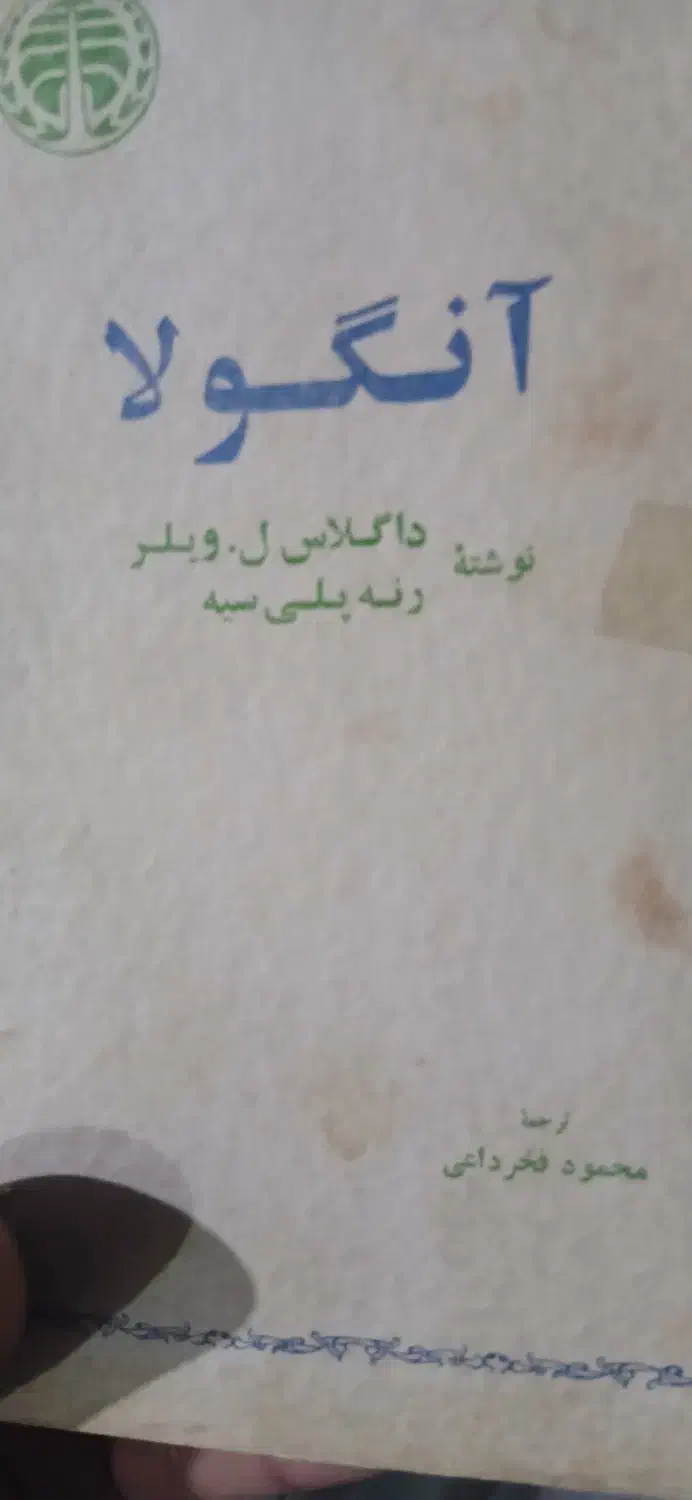 آنگولا
نوشتهٔ
داگلاس ل. ویلر
رنه پلی سیه
ترجمهٔ
محمود فخرداعی